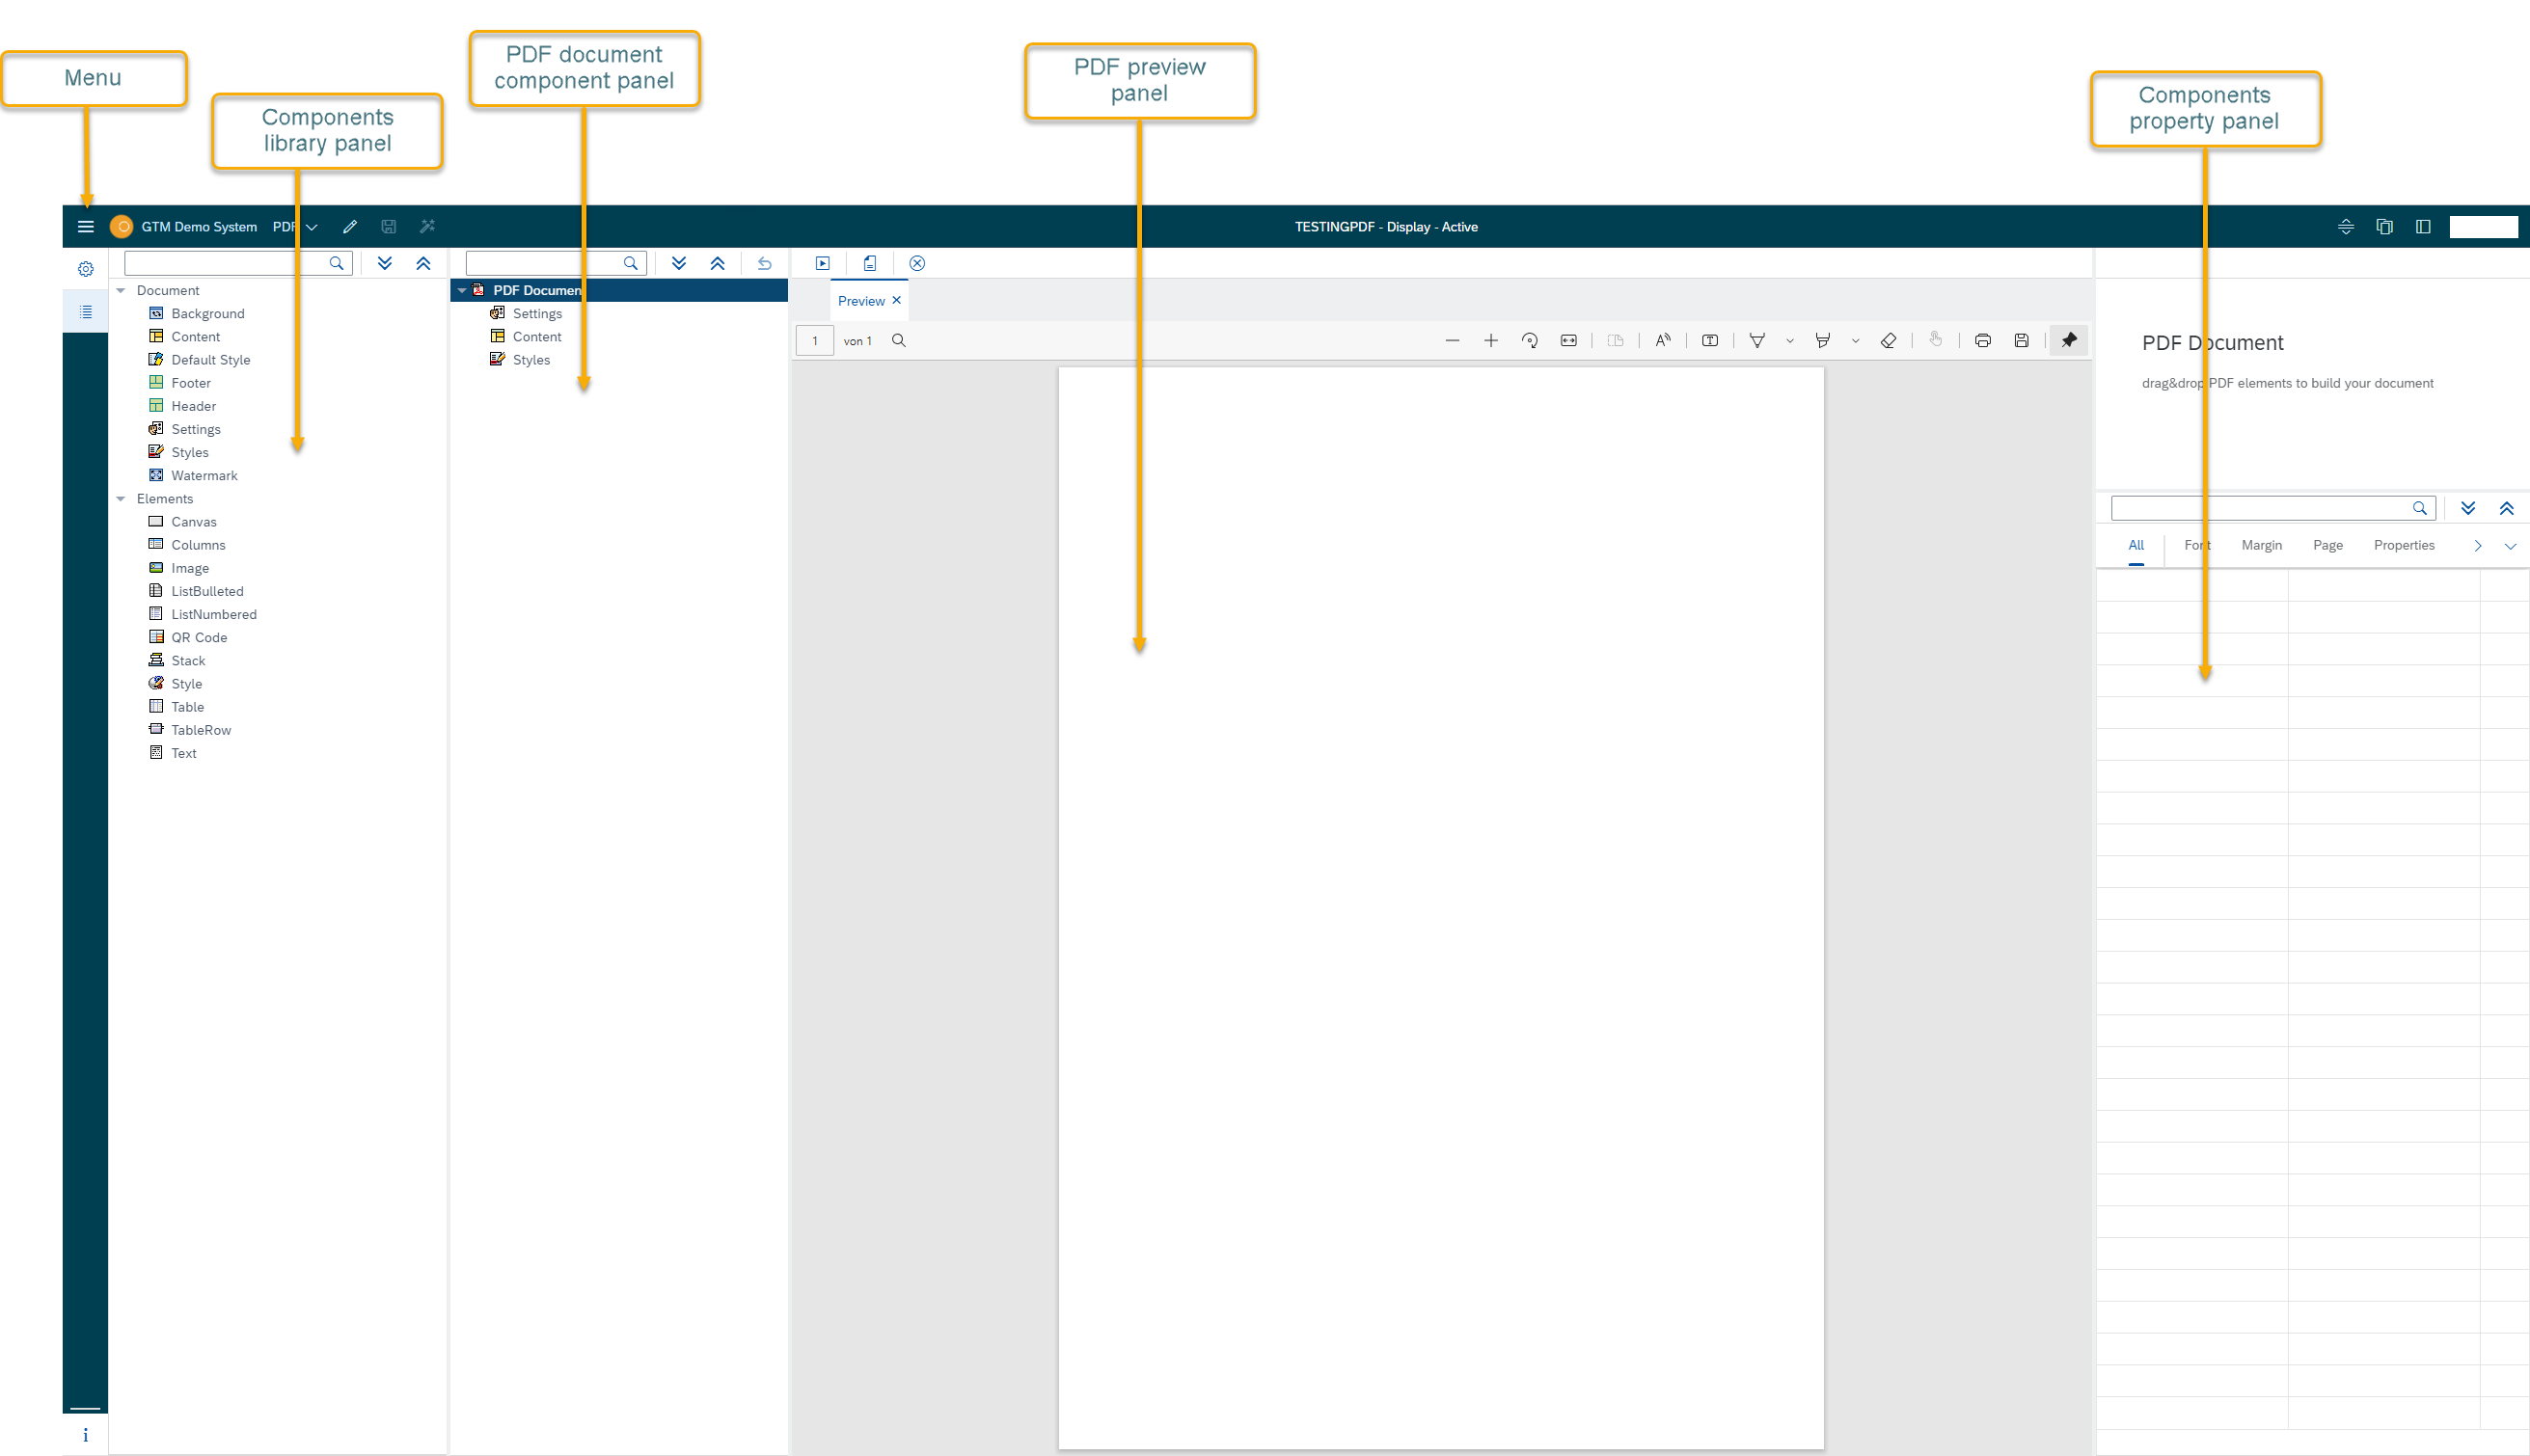 Menu
Components
library panel
PDF document
component panel
PDF preview
panel
Components
property panel
GTM Demo System PDF
TESTINGPDF - Display - Active
Document
Background
Content
Default Style
Footer
Header
Settings
Styles
Watermark
Elements
Canvas
Columns
Image
ListBulleted
ListNumbered
QR Code
Stack
Style
Table
TableRow
Text
PDF Document
Settings
Content
Styles
Preview
1 von 1
PDF Document
drag&drop PDF elements to build your document
All Font Margin Page Properties